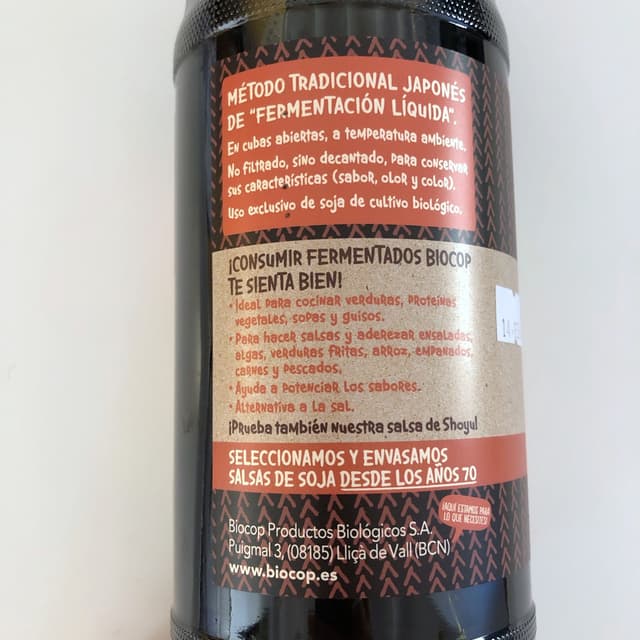 MÉTODO TRADICIONAL JAPONÉS
DE "FERMENTACIÓN LÍQUIDA".
En cubas abiertas, a temperatura ambiente.
No filtrado, sino decantado, para conservar
sus características (sabor, olor y color).
Uso exclusivo de soja de cultivo biológico.
¡CONSUMIR FERMENTADOS BIOCOP
TE SIENTA BIEN!
• Ideal para cocinar verduras, proteínas
vegetales, sopas y guisos.
• Para hacer salsas y aderezar ensaladas,
algas, verduras fritas, arroz, empanados,
carnes y pescados.
• Ayuda a potenciar los sabores.
• Alternativa a la sal.
¡Prueba también nuestra salsa de Shoyu!
SELECCIONAMOS Y ENVASAMOS
SALSAS DE SOJA DESDE LOS AÑOS 70
¡AQUÍ ESTAMOS PARA
LO QUE NECESITES!
Biocop Productos Biológicos S.A.
Puigmal 3, (08185) Lliçà de Vall (BCN)
www.biocop.es